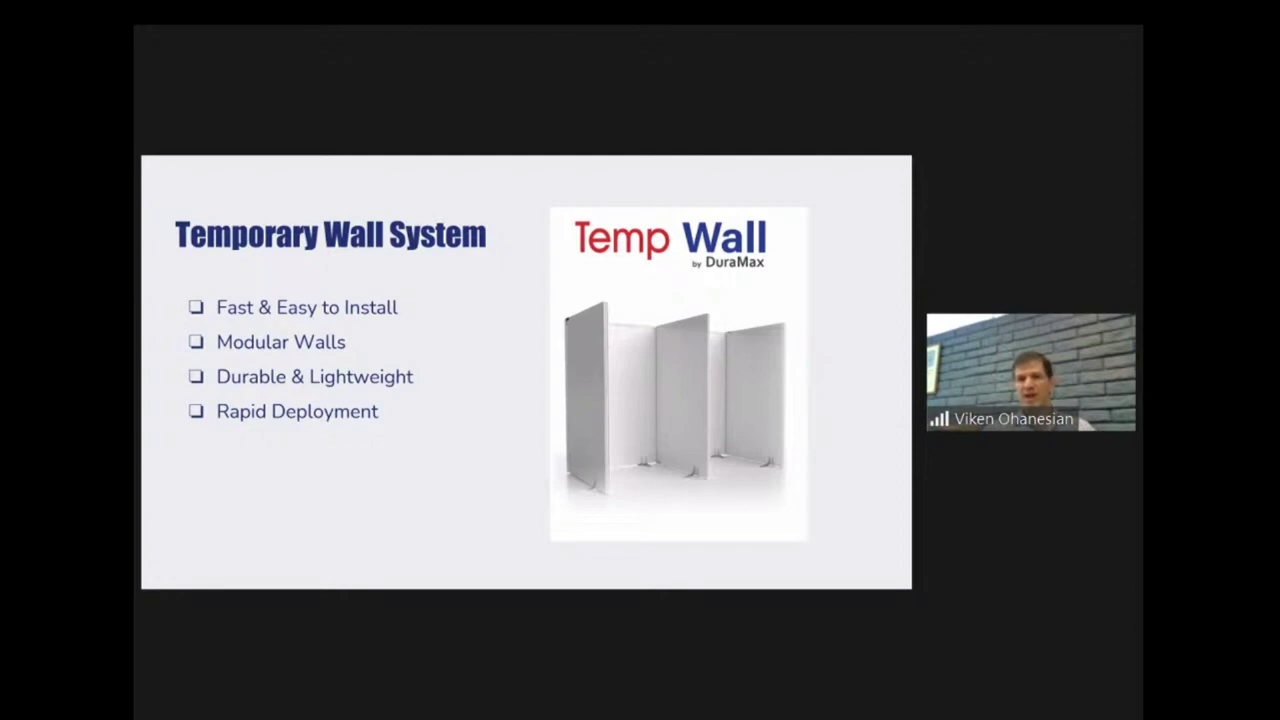 Temporary Wall System
Fast & Easy to Install
Modular Walls
Durable & Lightweight
Rapid Deployment
Temp Wall
by DuraMax
Viken Ohanesian